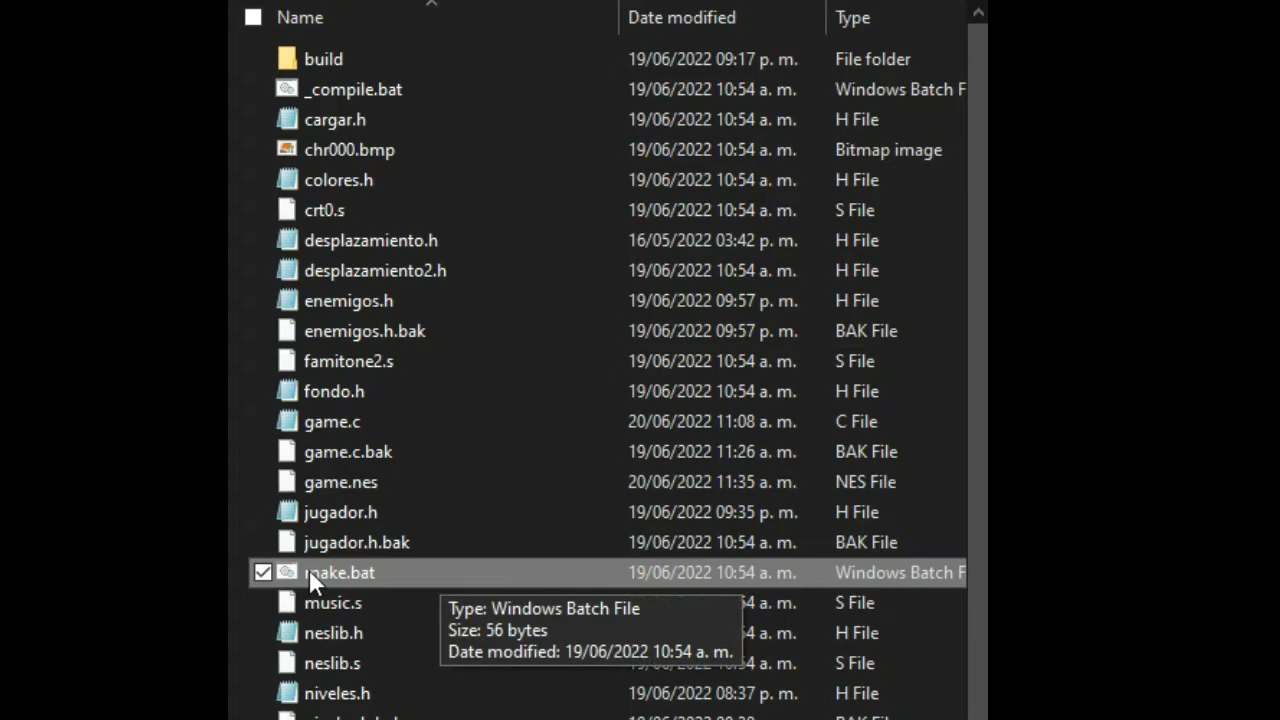 Name Date modified Type
build 19/06/2022 09:17 p. m. File folder
_compile.bat 19/06/2022 10:54 a. m. Windows Batch F
cargar.h 19/06/2022 10:54 a. m. H File
chr000.bmp 19/06/2022 10:54 a. m. Bitmap image
colores.h 19/06/2022 10:54 a. m. H File
crt0.s 19/06/2022 10:54 a. m. S File
desplazamiento.h 16/05/2022 03:42 p. m. H File
desplazamiento2.h 19/06/2022 10:54 a. m. H File
enemigos.h 19/06/2022 09:57 p. m. H File
enemigos.h.bak 19/06/2022 09:57 p. m. BAK File
famitone2.s 19/06/2022 10:54 a. m. S File
fondo.h 19/06/2022 10:54 a. m. H File
game.c 20/06/2022 11:08 a. m. C File
game.c.bak 19/06/2022 11:26 a. m. BAK File
game.nes 20/06/2022 11:35 a. m. NES File
jugador.h 19/06/2022 09:35 p. m. H File
jugador.h.bak 19/06/2022 09:35 p. m. BAK File
make.bat 19/06/2022 10:54 a. m. Windows Batch F
music.s 4 a. m. S File
Type: Windows Batch File
Size: 56 bytes
Date modified: 19/06/2022 10:54 a. m.
neslib.h 4 a. m. H File
neslib.s 4 a. m. S File
niveles.h 19/06/2022 08:37 p. m. H File